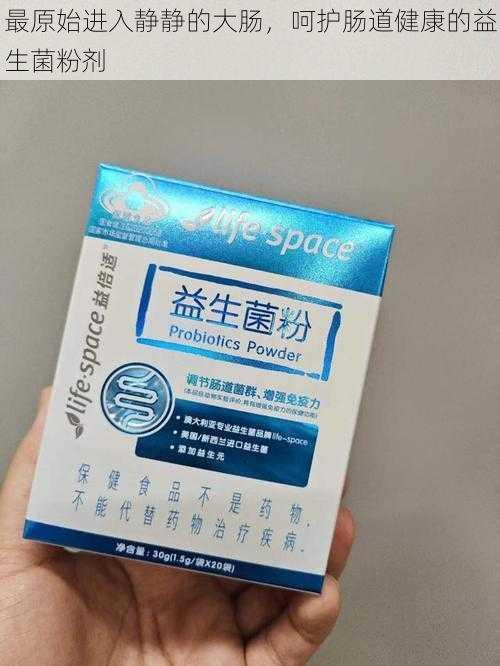 最原始进入静静的大肠，呵护肠道健康的益
生菌粉剂
life·space
life·space 益倍适
益生菌粉
Probiotics Powder
调节肠道菌群、增强免疫力
澳大利亚专业益生菌品牌life-space
美国/新西兰进口益生菌
添加益生元
保健食品不是药物,
不能代替药物治疗疾病。
净含量：30g(1.5g/袋X20袋)